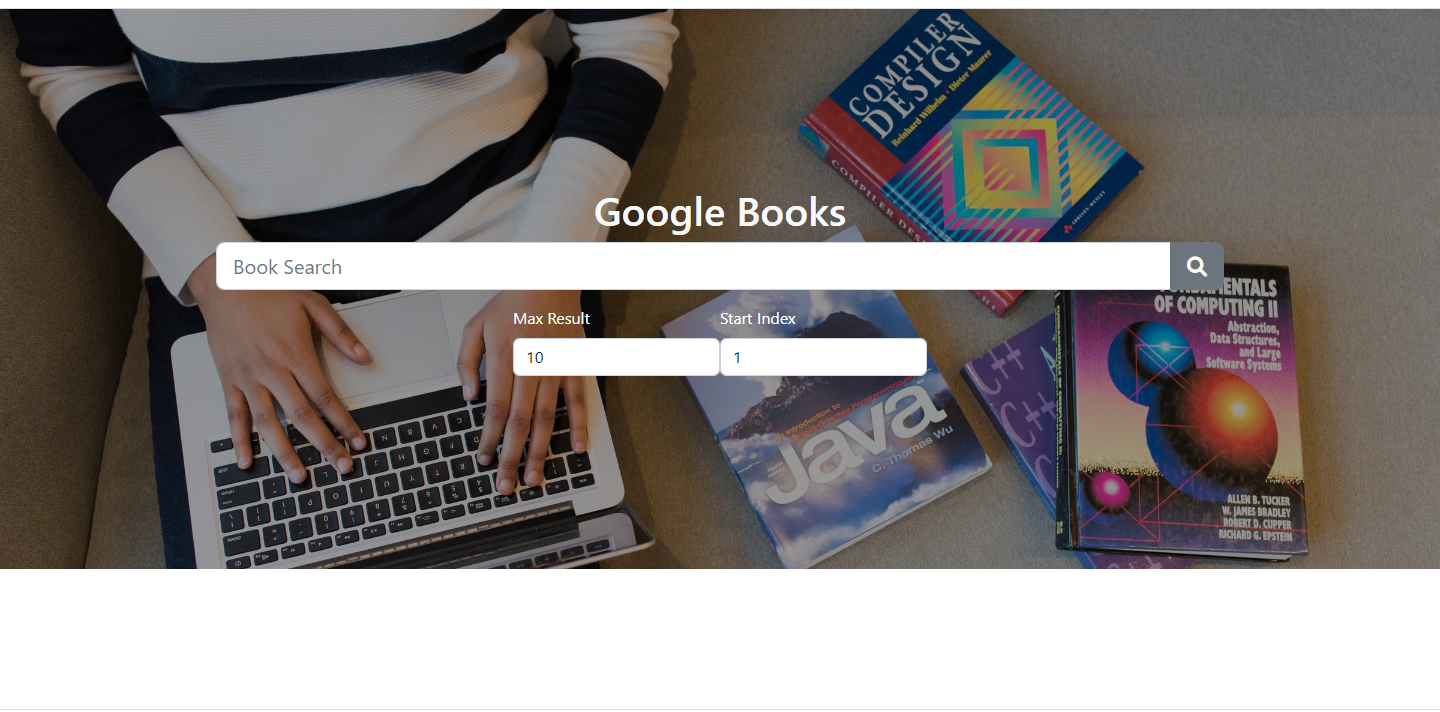 COMPILER
DESIGN
Reinhard Wilhelm · Dieter Maurer
COMPILER DESIGN
ADDISON-WESLEY
Google Books
Book Search
Max Result
Start Index
10
1
FUNDAMENTALS
OF COMPUTING II
Abstraction,
Data Structures,
and Large
Software Systems
An Introduction to
Object-Oriented Programming
Java
C. Thomas Wu
C++
C++
ALLEN B. TUCKER
W. JAMES BRADLEY
ROBERT D. CUPPER
RICHARD G. EPSTEIN